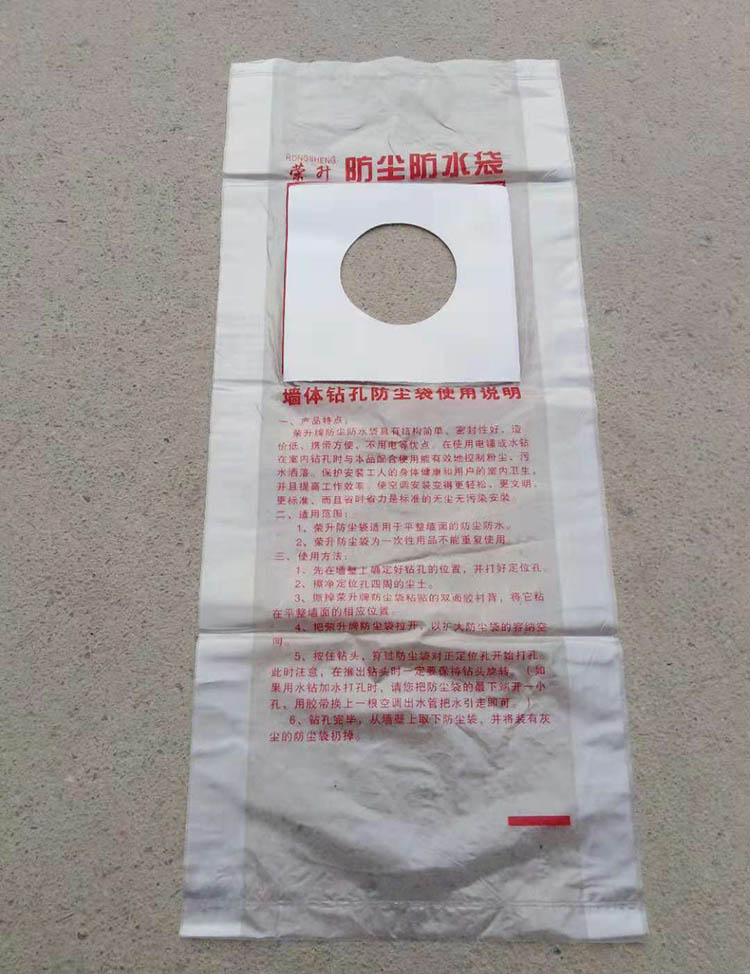 RONGSHENG
荣升 防尘防水袋
墙体钻孔防尘袋使用说明
一、产品特点:
荣升牌防尘防水袋具有结构简单、密封性好、造
价低、携带方便、不用电等优点。在使用电锤或水钻
在室内钻孔时与本品配合使用能有效地控制粉尘、污
水洒落。保护安装工人的身体健康和用户的室内卫生,
并且提高工作效率。使空调安装变得更轻松、更文明、
更标准、而且省时省力是标准的无尘无污染安装。
二、适用范围:
1、荣升防尘袋适用于平整墙面的防尘防水。
2、荣升防尘袋为一次性用品不能重复使用。
三、使用方法:
1、先在墙壁上确定好钻孔的位置,并打好定位孔。
2、擦净定位孔四周的尘土。
3、撕掉荣升牌防尘袋粘贴的双面胶衬背,将它粘
在平整墙面的相应位置。
4、把荣升牌防尘袋拉开,以扩大防尘袋的容纳空
间。
5、按住钻头,穿过防尘袋对正定位孔开始打孔。
此时注意,在推出钻头时一定要保持钻头旋转。(如
果用水钻加水打孔时,请您把防尘袋的最下端开一小
孔,用胶带换上一根空调出水管把水引走即可。)
6、钻孔完毕,从墙壁上取下防尘袋,并将装有灰
尘的防尘袋扔掉。